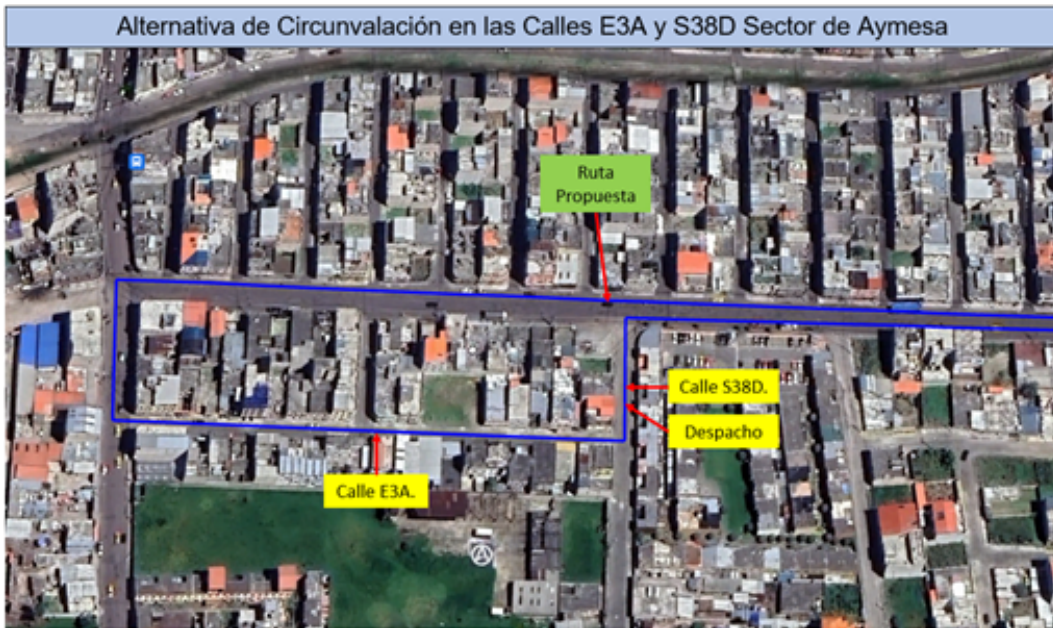 Alternativa de Circunvalación en las Calles E3A y S38D Sector de Aymesa
Ruta
Propuesta
Calle S38D.
Despacho
Calle E3A.